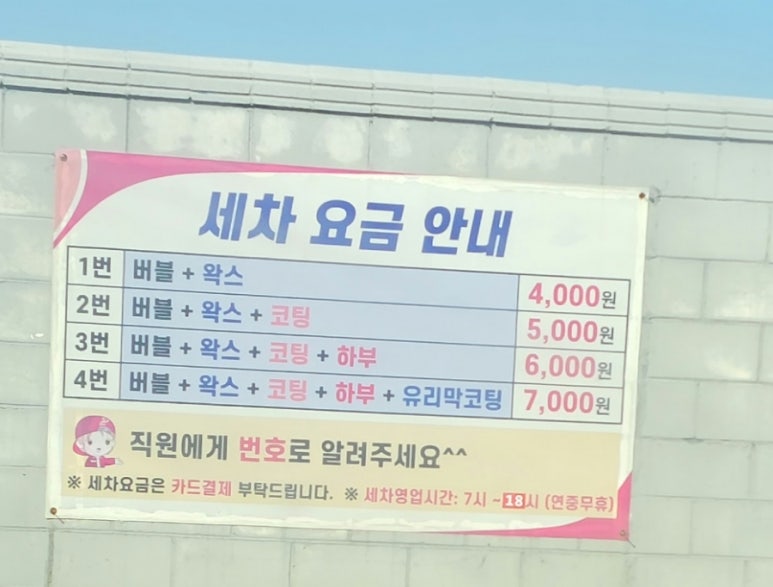 세차 요금 안내
1번 버블 + 왁스 4,000원
2번 버블 + 왁스 + 코팅 5,000원
3번 버블 + 왁스 + 코팅 + 하부 6,000원
4번 버블 + 왁스 + 코팅 + 하부 + 유리막코팅 7,000원
직원에게 번호로 알려주세요^^
※ 세차요금은 카드결제 부탁드립니다. ※ 세차영업시간: 7시 ~18시 (연중무휴)